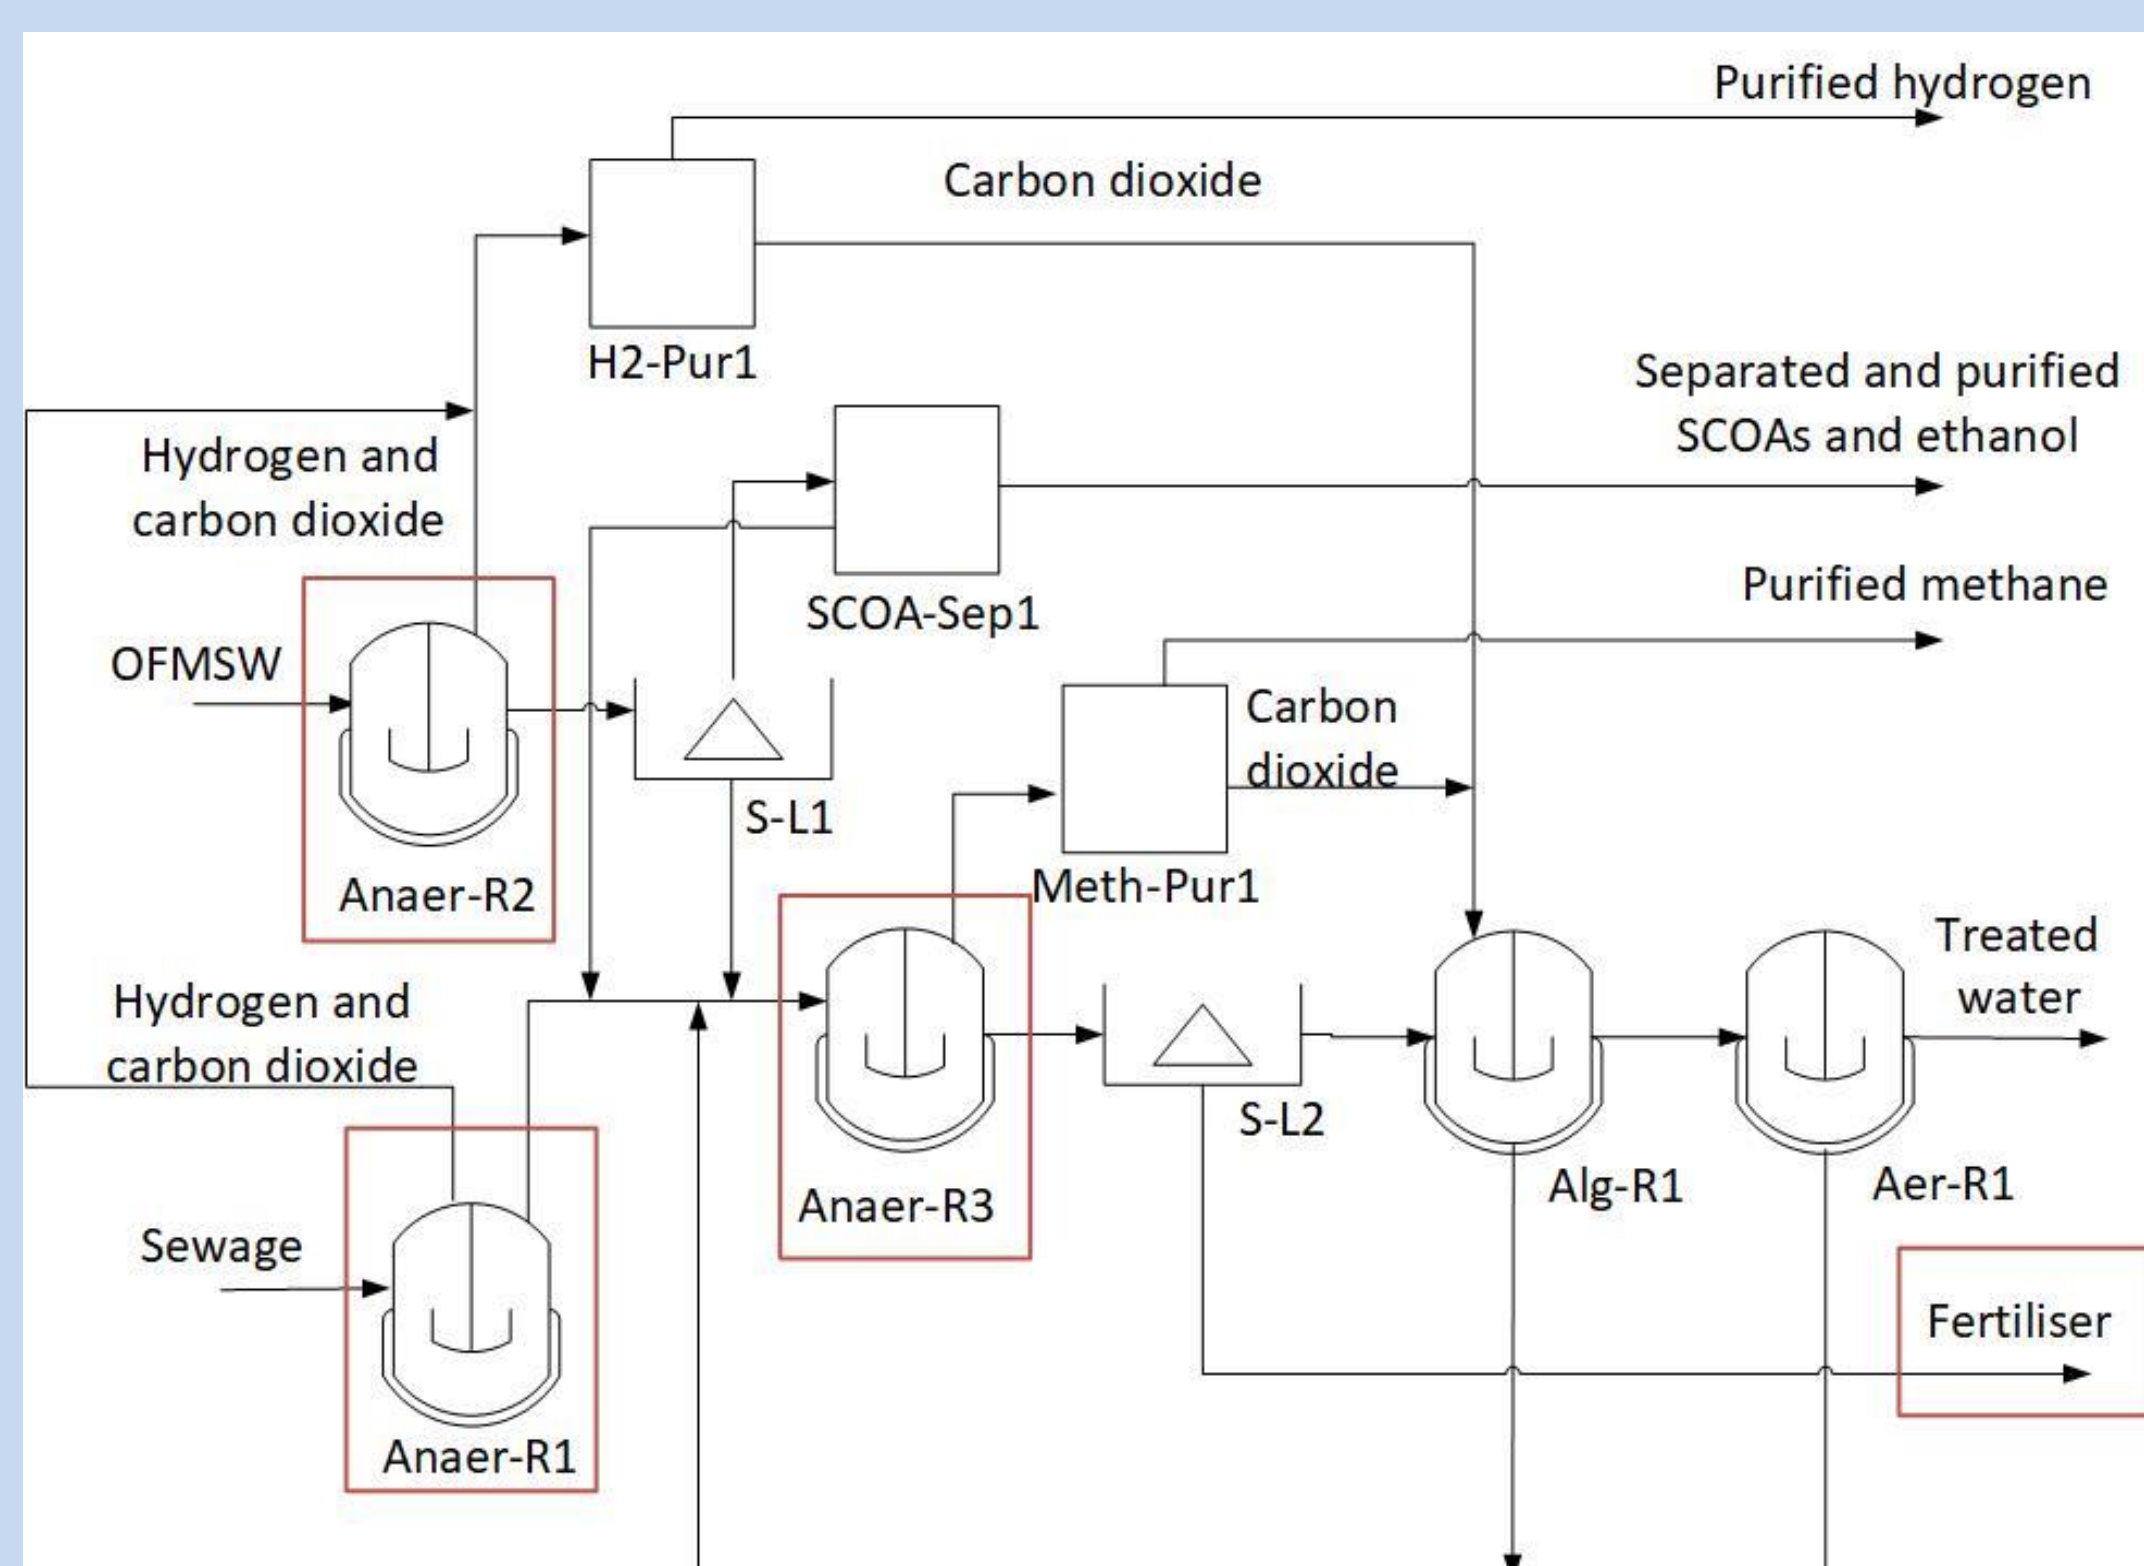 Purified hydrogen
Carbon dioxide
H2-Pur1
Separated and purified
SCOAs and ethanol
Hydrogen and
carbon dioxide
SCOA-Sep1
Purified methane
OFMSW
Carbon
dioxide
S-L1
Meth-Pur1
Anaer-R2
Treated
water
Hydrogen and
carbon dioxide
S-L2
Anaer-R3
Alg-R1
Aer-R1
Sewage
Fertiliser
Anaer-R1